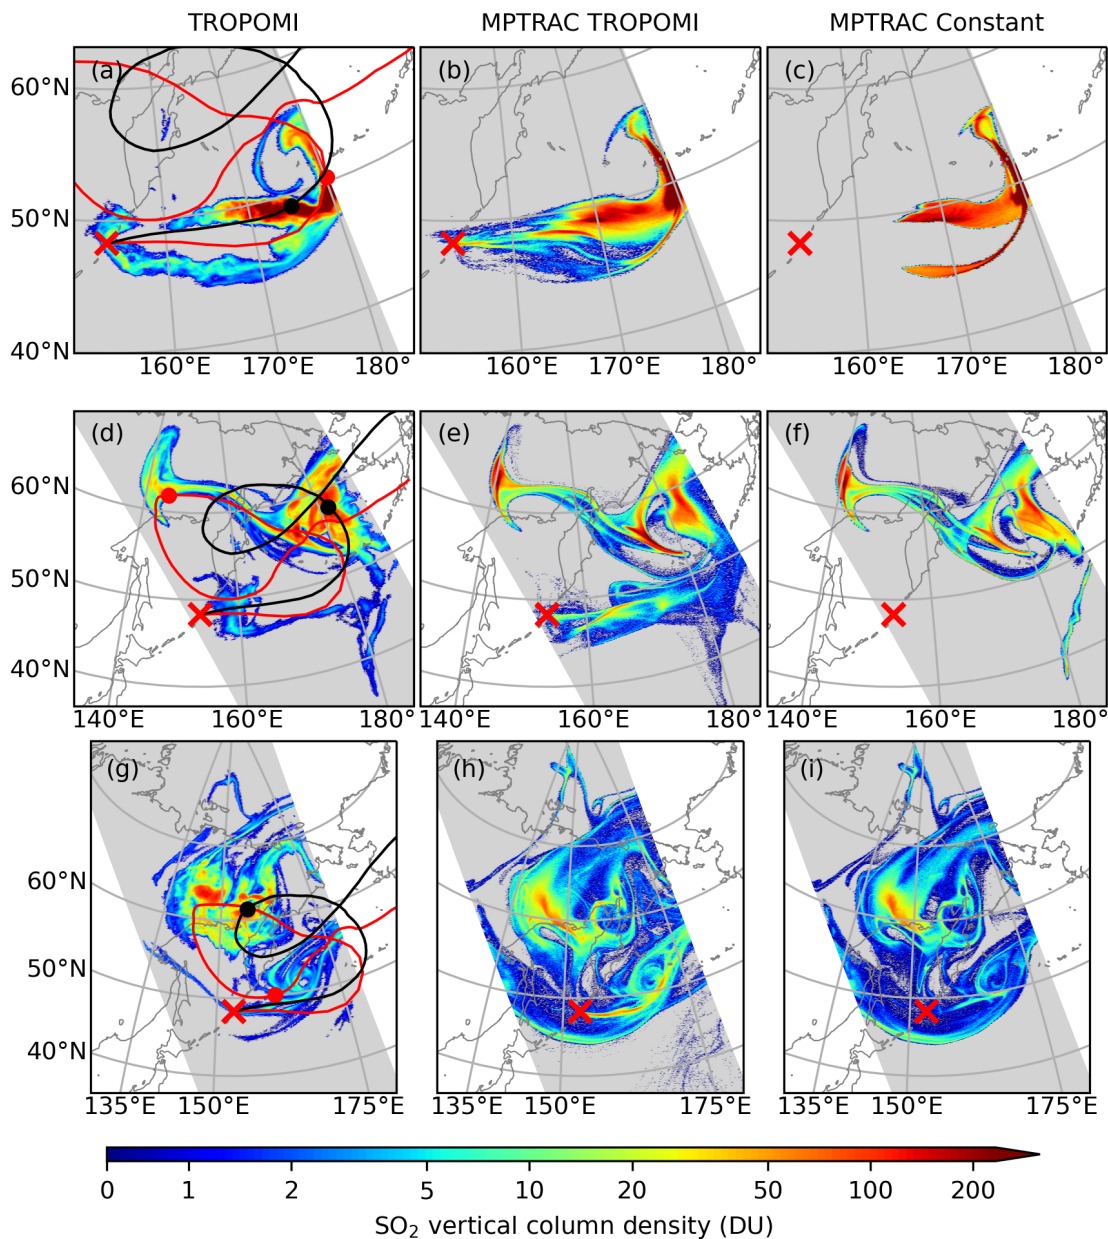 TROPOMI MPTRAC TROPOMI MPTRAC Constant
(a) (b) (c)
60°N
50°N
40°N
160°E 170°E 180° 160°E 170°E 180° 160°E 170°E 180°
(d) (e) (f)
60°N
50°N
40°N
140°E 160°E 180° 140°E 160°E 180° 140°E 160°E 180°
(g) (h) (i)
60°N
50°N
40°N
135°E 150°E 175°E 135°E 150°E 175°E 135°E 150°E 175°E
0 1 2 5 10 20 50 100 200
SO₂ vertical column density (DU)